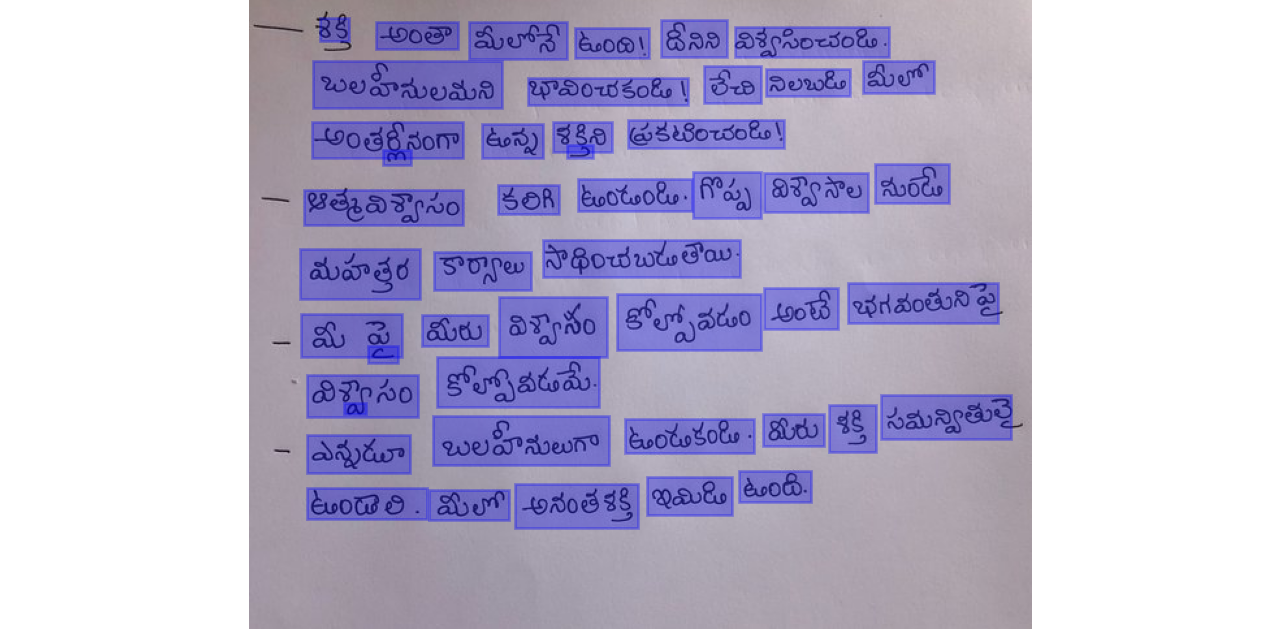 – శక్తి అంతా మీలోనే ఉంది! దీనిని విశ్వసించండి.
బలహీనులమని భావించకండి! లేచి నిలబడి మీలో
అంతర్లీనంగా ఉన్న శక్తిని ప్రకటించండి!
– ఆత్మవిశ్వాసం కలిగి ఉండండి. గొప్ప విశ్వాసాల నుండే
మహత్తర కార్యాలు సాధించబడుతాయి.
– మీ పై మీరు విశ్వాసం కోల్పోవడం అంటే భగవంతునిపై
విశ్వాసం కోల్పోవడమే.
– ఎన్నడూ బలహీనులుగా ఉండకండి. మీరు శక్తి సమన్వితులై
ఉండాలి. మీలో అనంతశక్తి ఇమిడి ఉంది.